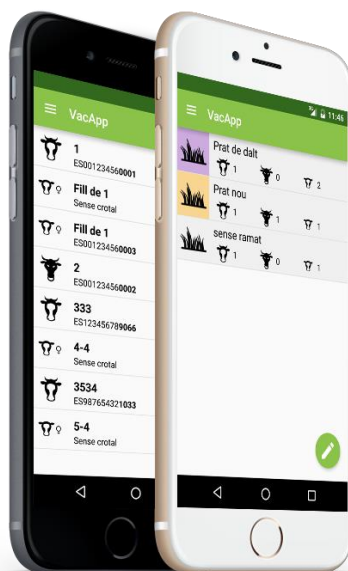 VacApp
1
ES001234560001
Fill de 1
Sense crotal
Fill de 1
ES001234560003
2
ES001234560002
333
ES123456789066
4-4
Sense crotal
3534
ES987654321033
5-4
Sense crotal
11:46
VacApp
Prat de dalt
1 0 2
Prat nou
1 1 1
sense ramat
1 0 1